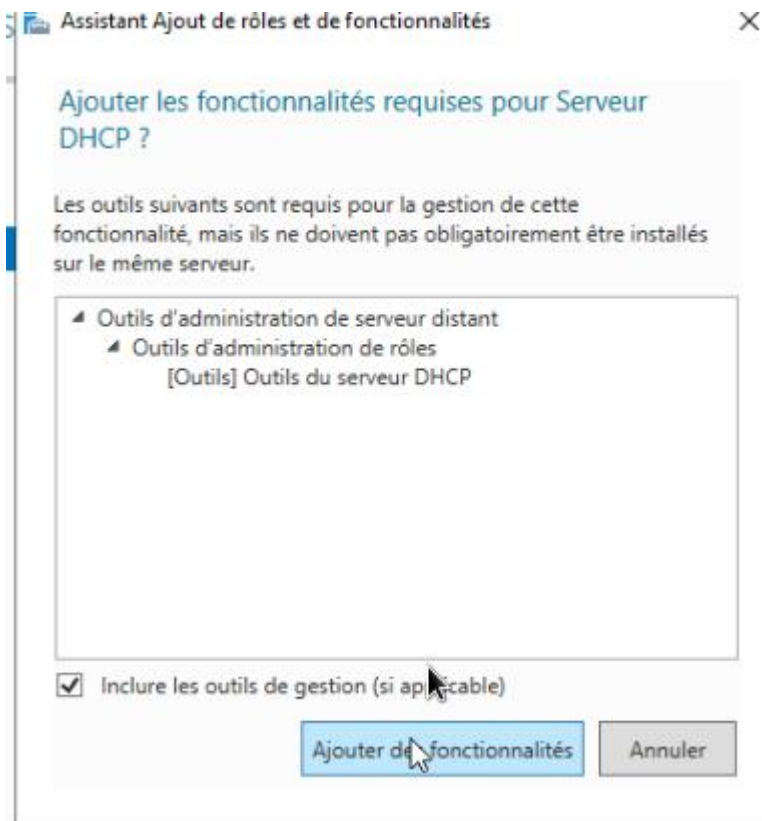 Assistant Ajout de rôles et de fonctionnalités
Ajouter les fonctionnalités requises pour Serveur
DHCP ?
Les outils suivants sont requis pour la gestion de cette
fonctionnalité, mais ils ne doivent pas obligatoirement être installés
sur le même serveur.
Outils d'administration de serveur distant
Outils d'administration de rôles
[Outils] Outils du serveur DHCP
Inclure les outils de gestion (si applicable)
Ajouter des fonctionnalités
Annuler